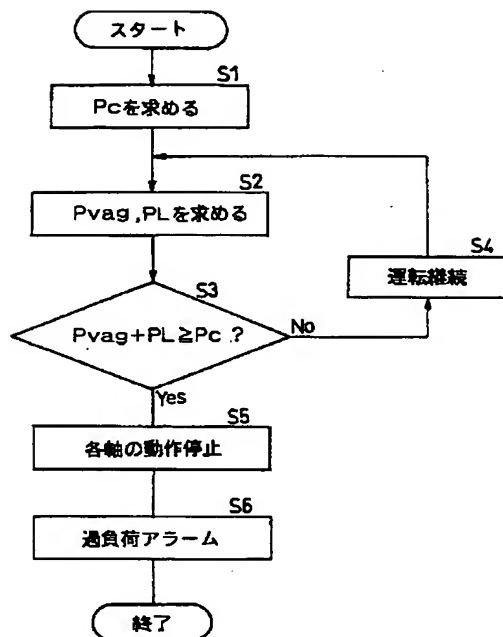 スタート
S1
Pcを求める
S2
Pvag,PLを求める
S4
運転継続
S3
Pvag+PL≧Pc ?
No
Yes
S5
各軸の動作停止
S6
過負荷アラーム
終了